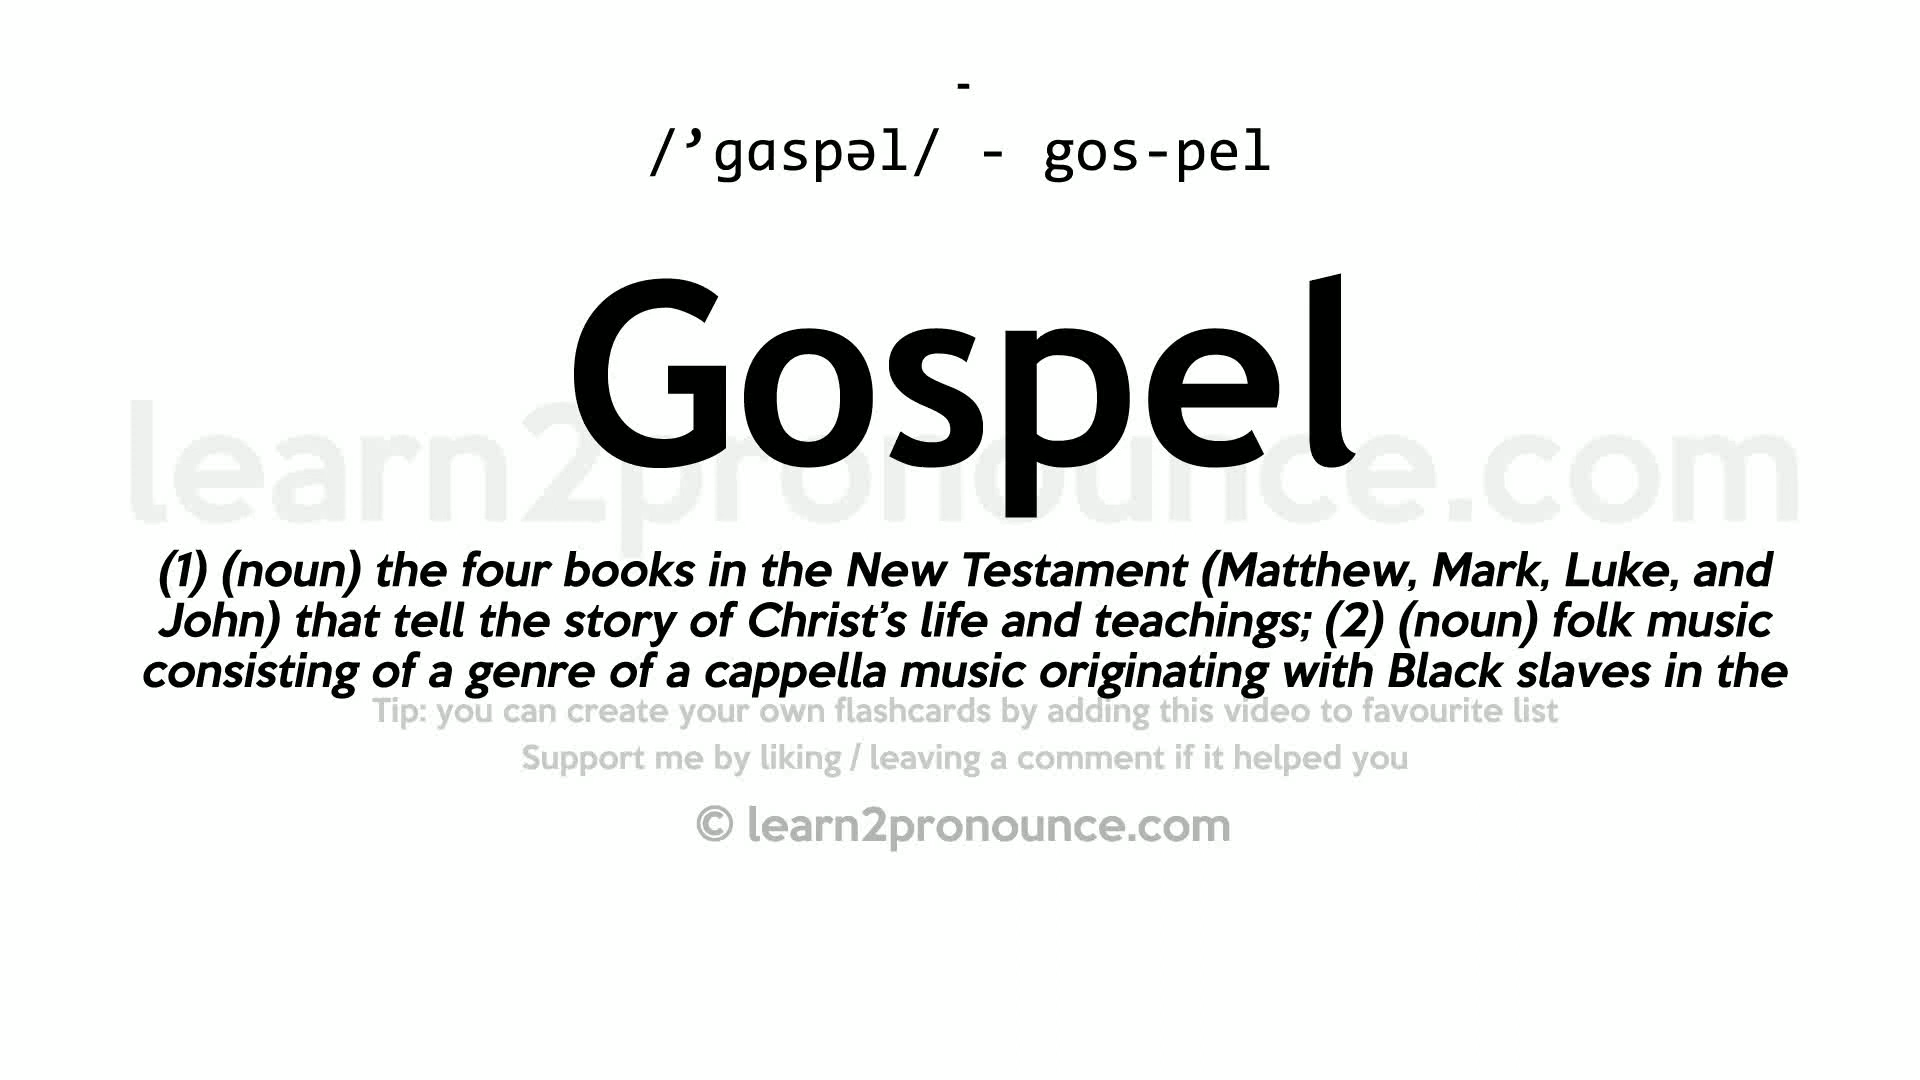 -
/’ɡɑspəl/ - gos-pel
Gospel
learn2pronounce.com
(1) (noun) the four books in the New Testament (Matthew, Mark, Luke, and
John) that tell the story of Christ’s life and teachings; (2) (noun) folk music
consisting of a genre of a cappella music originating with Black slaves in the
Tip: you can create your own flashcards by adding this video to favourite list
Support me by liking / leaving a comment if it helped you
© learn2pronounce.com